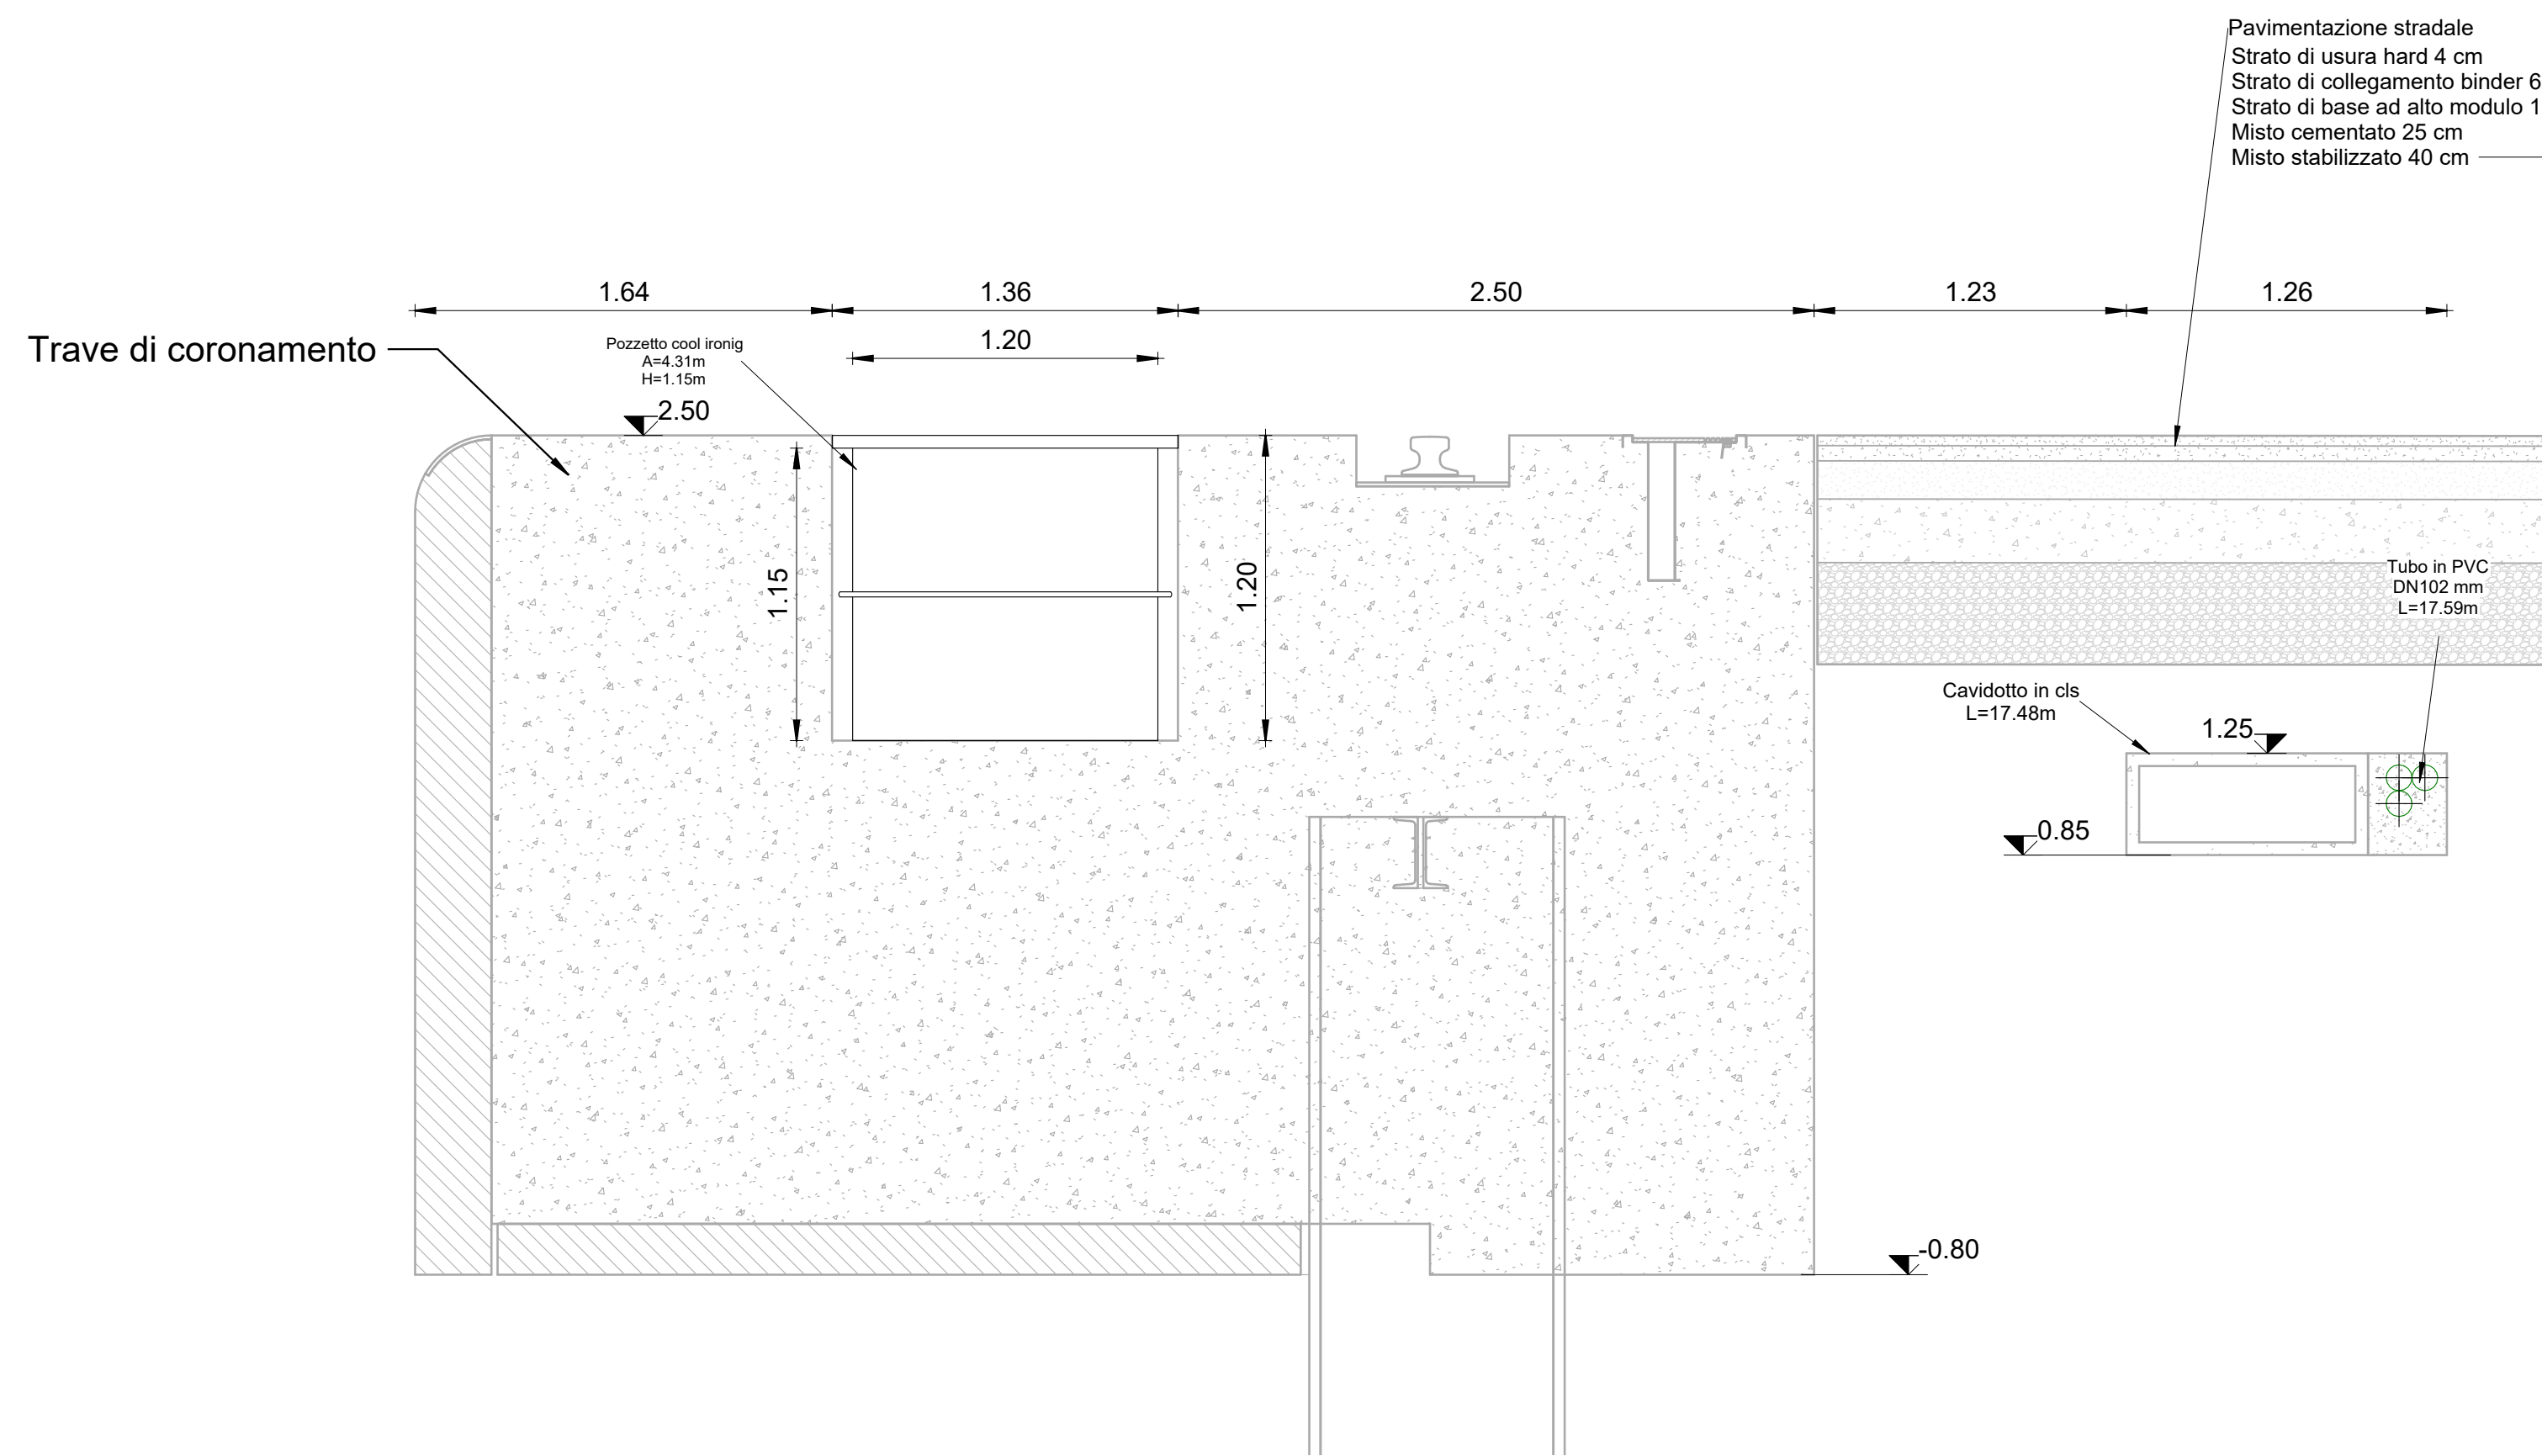 Pavimentazione stradale
Strato di usura hard 4 cm
Strato di collegamento binder 6
Strato di base ad alto modulo 1
Misto cementato 25 cm
Misto stabilizzato 40 cm
1.64
1.36
2.50
1.23
1.26
Trave di coronamento
Pozzetto cool ironig
A=4.31m
H=1.15m
1.20
2.50
1.15
1.20
Tubo in PVC
DN102 mm
L=17.59m
Cavidotto in cls
L=17.48m
1.25
0.85
-0.80